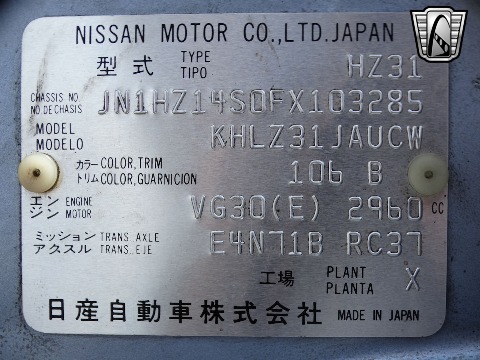 NISSAN MOTOR CO.,LTD.JAPAN
型式 TYPE TIPO HZ31
CHASSIS NO. NO.DE CHASIS JN1HZ14S0FX103285
MODEL MODELO KHLZ31JAUCW
カラー COLOR,TRIM
トリム COLOR,GUARNICION 106 B
エンジン ENGINE MOTOR VG30(E) 2960 CC
ミッション TRANS. AXLE
アクスル TRANS. EJE E4N71B RC37
工場 PLANT PLANTA X
日産自動車株式会社 MADE IN JAPAN